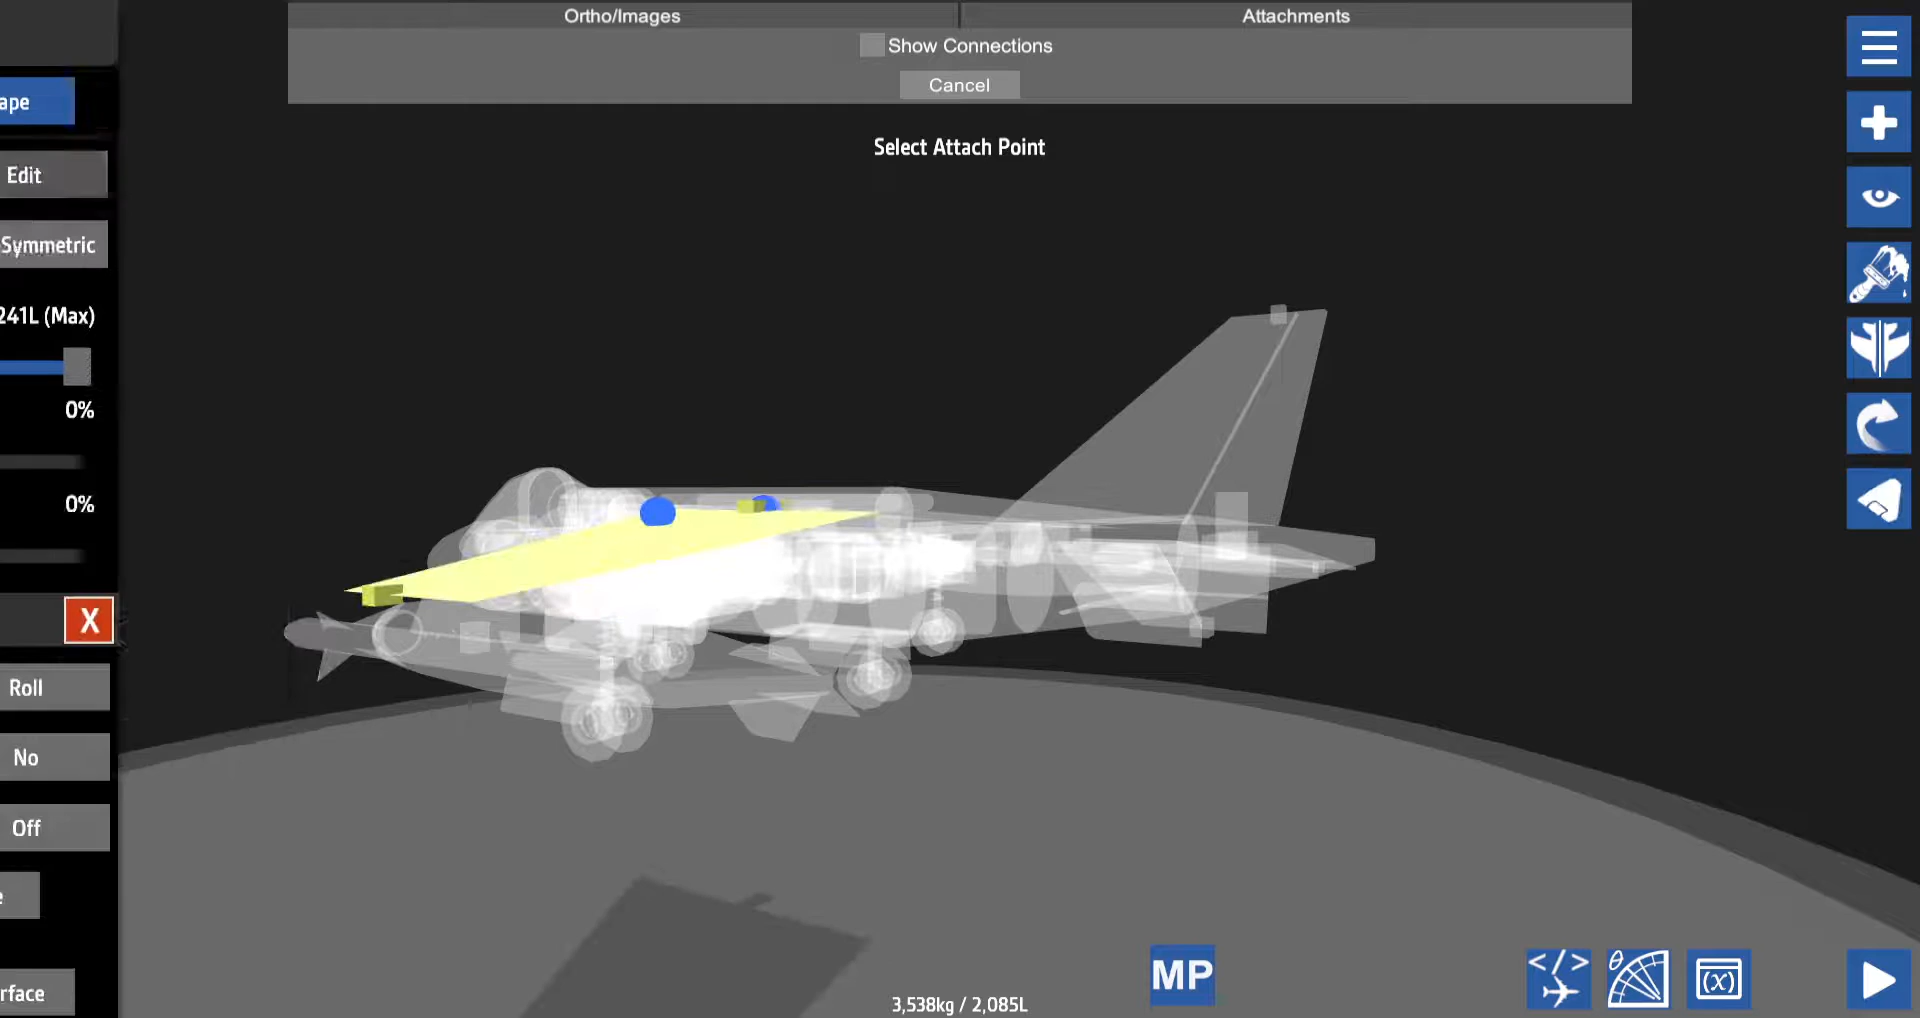 Ortho/Images
Attachments
Show Connections
Cancel
Select Attach Point
ape
Edit
Symmetric
241L (Max)
0%
0%
X
Roll
No
Off
e
rface
MP
3,538kg / 2,085L
</>
θ
(x)